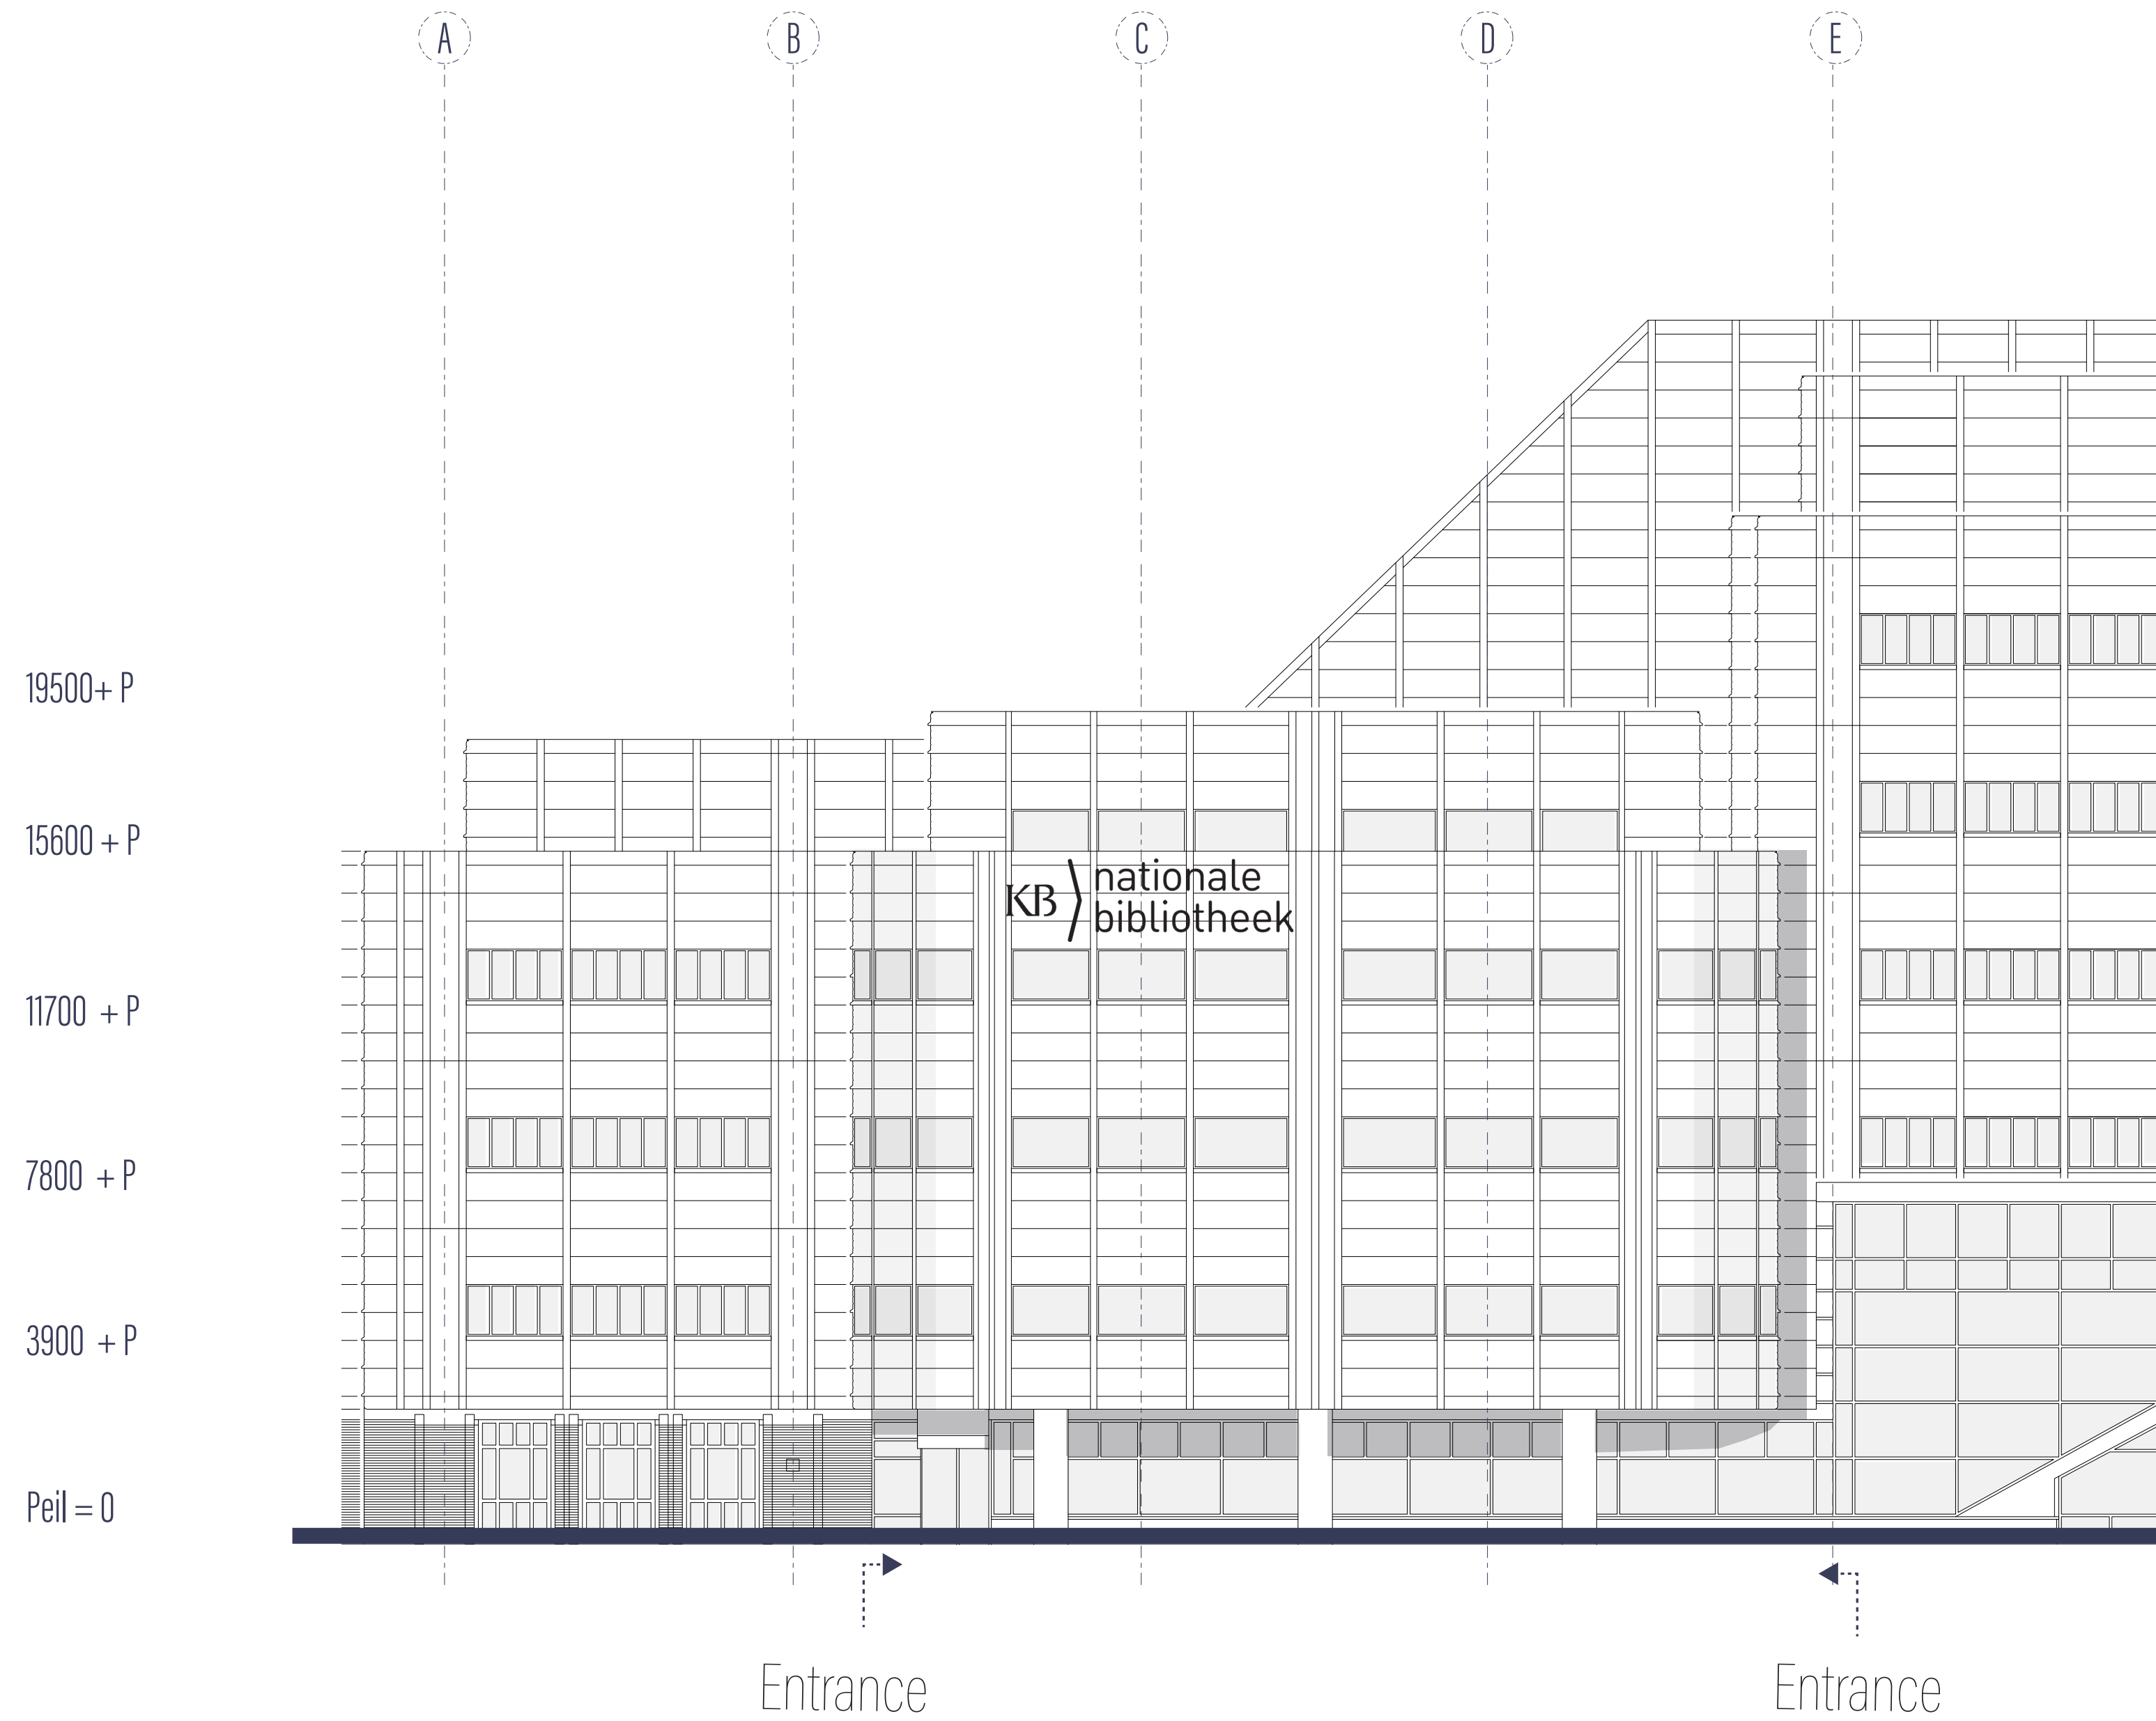 A B C D E
19500+ P
15600 + P
nationale
KB
bibliotheek
11700 + P
7800 + P
3900 + P
Peil = 0
Entrance Entrance